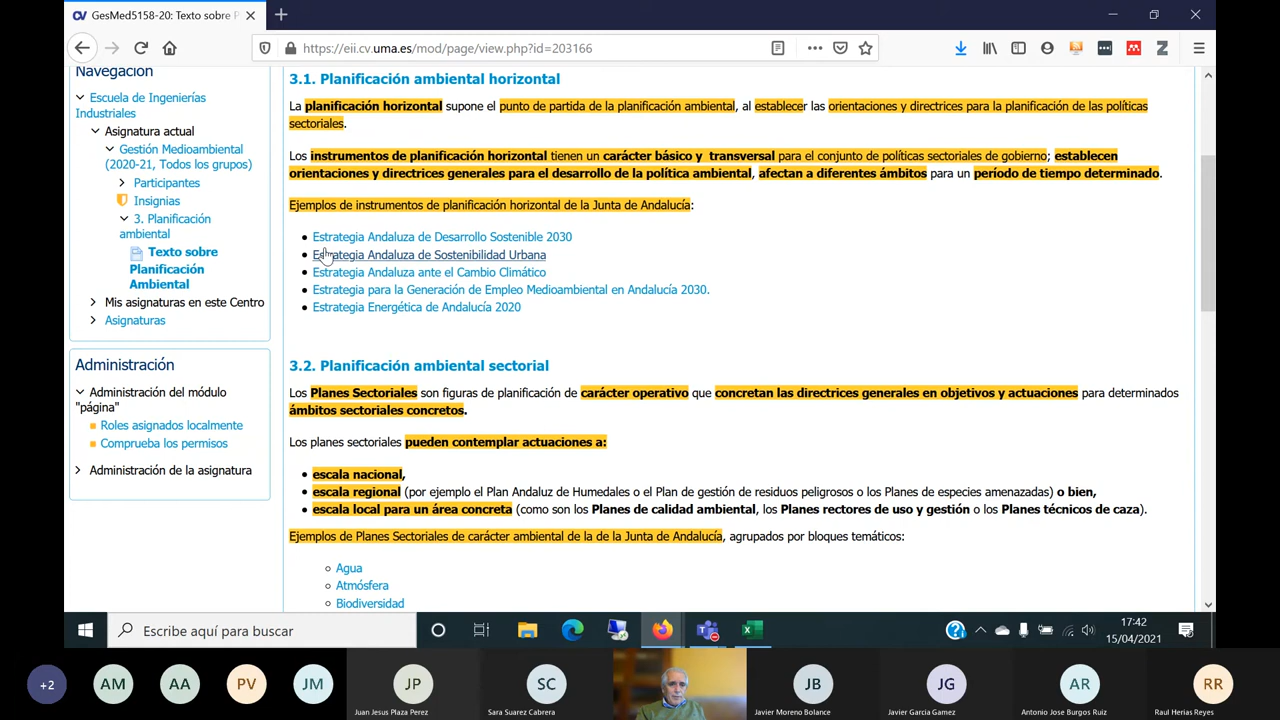 GesMed5158-20: Texto sobre P
https://eii.cv.uma.es/mod/page/view.php?id=203166
Navegación
Escuela de Ingenierías
Industriales
Asignatura actual
Gestión Medioambiental
(2020-21, Todos los grupos)
Participantes
Insignias
3. Planificación
ambiental
Texto sobre
Planificación
Ambiental
Mis asignaturas en este Centro
Asignaturas
Administración
Administración del módulo
"página"
Roles asignados localmente
Comprueba los permisos
Administración de la asignatura
3.1. Planificación ambiental horizontal
La planificación horizontal supone el punto de partida de la planificación ambiental, al establecer las orientaciones y directrices para la planificación de las políticas
sectoriales.
Los instrumentos de planificación horizontal tienen un carácter básico y transversal para el conjunto de políticas sectoriales de gobierno; establecen
orientaciones y directrices generales para el desarrollo de la política ambiental, afectan a diferentes ámbitos para un período de tiempo determinado.
Ejemplos de instrumentos de planificación horizontal de la Junta de Andalucía:
Estrategia Andaluza de Desarrollo Sostenible 2030
Estrategia Andaluza de Sostenibilidad Urbana
Estrategia Andaluza ante el Cambio Climático
Estrategia para la Generación de Empleo Medioambiental en Andalucía 2030.
Estrategia Energética de Andalucía 2020
3.2. Planificación ambiental sectorial
Los Planes Sectoriales son figuras de planificación de carácter operativo que concretan las directrices generales en objetivos y actuaciones para determinados
ámbitos sectoriales concretos.
Los planes sectoriales pueden contemplar actuaciones a:
escala nacional,
escala regional (por ejemplo el Plan Andaluz de Humedales o el Plan de gestión de residuos peligrosos o los Planes de especies amenazadas) o bien,
escala local para un área concreta (como son los Planes de calidad ambiental, los Planes rectores de uso y gestión o los Planes técnicos de caza).
Ejemplos de Planes Sectoriales de carácter ambiental de la de la Junta de Andalucía, agrupados por bloques temáticos:
Agua
Atmósfera
Biodiversidad
Escribe aquí para buscar
17:42
15/04/2021
+2
AM
AA
PV
JM
JP
SC
JB
JG
AR
RR
Juan Jesus Plaza Perez
Sara Suarez Cabrera
Javier Moreno Bolance
Javier Garcia Gamez
Antonio Jose Burgos Ruiz
Raul Herias Reyes